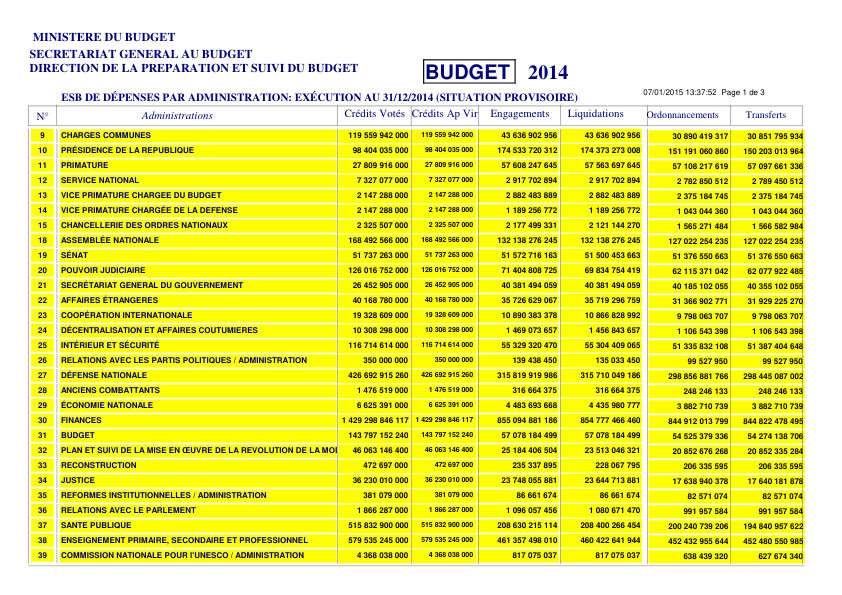 MINISTERE DU BUDGET
SECRETARIAT GENERAL AU BUDGET
DIRECTION DE LA PREPARATION ET SUIVI DU BUDGET
BUDGET 2014
07/01/2015 13:37:52 Page 1 de 3
ESB DE DÉPENSES PAR ADMINISTRATION: EXÉCUTION AU 31/12/2014 (SITUATION PROVISOIRE)
N° Administrations Crédits Votés Crédits Ap Vir Engagements Liquidations Ordonnancements Transferts
9 CHARGES COMMUNES 119 559 942 000 119 559 942 000 43 636 902 956 43 636 902 956 30 890 419 317 30 851 795 934
10 PRÉSIDENCE DE LA REPUBLIQUE 98 404 035 000 98 404 035 000 174 533 720 312 174 373 273 008 151 191 060 860 150 203 013 964
11 PRIMATURE 27 809 916 000 27 809 916 000 57 608 247 645 57 563 697 645 57 108 217 619 57 097 661 336
12 SERVICE NATIONAL 7 327 077 000 7 327 077 000 2 917 702 894 2 917 702 894 2 782 850 512 2 789 450 512
13 VICE PRIMATURE CHARGEE DU BUDGET 2 147 288 000 2 147 288 000 2 882 483 889 2 882 483 889 2 375 184 745 2 375 184 745
14 VICE PRIMATURE CHARGÉE DE LA DEFENSE 2 147 288 000 2 147 288 000 1 189 256 772 1 189 256 772 1 043 044 360 1 043 044 360
15 CHANCELLERIE DES ORDRES NATIONAUX 2 325 507 000 2 325 507 000 2 177 499 331 2 121 144 270 1 565 271 484 1 566 582 984
18 ASSEMBLÉE NATIONALE 168 492 566 000 168 492 566 000 132 138 276 245 132 138 276 245 127 022 254 235 127 022 254 235
19 SÉNAT 51 737 263 000 51 737 263 000 51 572 716 163 51 500 453 663 51 376 550 663 51 376 550 663
20 POUVOIR JUDICIAIRE 126 016 752 000 126 016 752 000 71 404 808 725 69 834 754 419 62 115 371 042 62 077 922 485
21 SECRÉTARIAT GENERAL DU GOUVERNEMENT 26 452 905 000 26 452 905 000 40 381 494 059 40 381 494 059 40 185 102 055 40 355 102 055
22 AFFAIRES ÉTRANGERES 40 168 780 000 40 168 780 000 35 726 629 067 35 719 296 759 31 366 902 771 31 929 225 270
23 COOPÉRATION INTERNATIONALE 19 328 609 000 19 328 609 000 10 890 383 378 10 866 828 992 9 798 063 707 9 798 063 707
24 DÉCENTRALISATION ET AFFAIRES COUTUMIERES 10 308 298 000 10 308 298 000 1 469 073 657 1 456 843 657 1 106 543 398 1 106 543 398
25 INTÉRIEUR ET SÉCURITÉ 116 714 614 000 116 714 614 000 55 329 320 470 55 304 409 065 51 335 832 108 51 387 404 648
26 RELATIONS AVEC LES PARTIS POLITIQUES / ADMINISTRATION 350 000 000 350 000 000 139 438 450 135 033 450 99 527 950 99 527 950
27 DÉFENSE NATIONALE 426 692 915 260 426 692 915 260 315 819 919 986 315 710 049 186 298 856 881 766 298 445 087 002
28 ANCIENS COMBATTANTS 1 476 519 000 1 476 519 000 316 664 375 316 664 375 248 246 133 248 246 133
29 ÉCONOMIE NATIONALE 6 625 391 000 6 625 391 000 4 483 693 668 4 435 980 777 3 882 710 739 3 882 710 739
30 FINANCES 1 429 298 846 117 1 429 298 846 117 855 094 881 186 854 777 466 460 844 912 013 799 844 822 478 495
31 BUDGET 143 797 152 240 143 797 152 240 57 078 184 499 57 078 184 499 54 525 379 336 54 274 138 706
32 PLAN ET SUIVI DE LA MISE EN ŒUVRE DE LA REVOLUTION DE LA MOI 46 063 146 400 46 063 146 400 25 184 406 504 23 513 046 321 20 852 676 268 20 852 335 284
33 RECONSTRUCTION 472 697 000 472 697 000 235 337 895 228 067 795 206 335 595 206 335 595
34 JUSTICE 36 230 010 000 36 230 010 000 23 748 055 881 23 644 713 881 17 638 940 378 17 640 181 878
35 REFORMES INSTITUTIONNELLES / ADMINISTRATION 381 079 000 381 079 000 86 661 674 86 661 674 82 571 074 82 571 074
36 RELATIONS AVEC LE PARLEMENT 1 866 287 000 1 866 287 000 1 096 057 456 1 080 671 470 991 957 584 991 957 584
37 SANTE PUBLIQUE 515 832 900 000 515 832 900 000 208 630 215 114 208 400 266 454 200 240 739 206 194 840 957 622
38 ENSEIGNEMENT PRIMAIRE, SECONDAIRE ET PROFESSIONNEL 579 535 245 000 579 535 245 000 461 357 498 010 460 422 641 944 452 432 955 644 452 480 550 985
39 COMMISSION NATIONALE POUR l'UNESCO / ADMINISTRATION 4 368 038 000 4 368 038 000 817 075 037 817 075 037 638 439 320 627 674 340